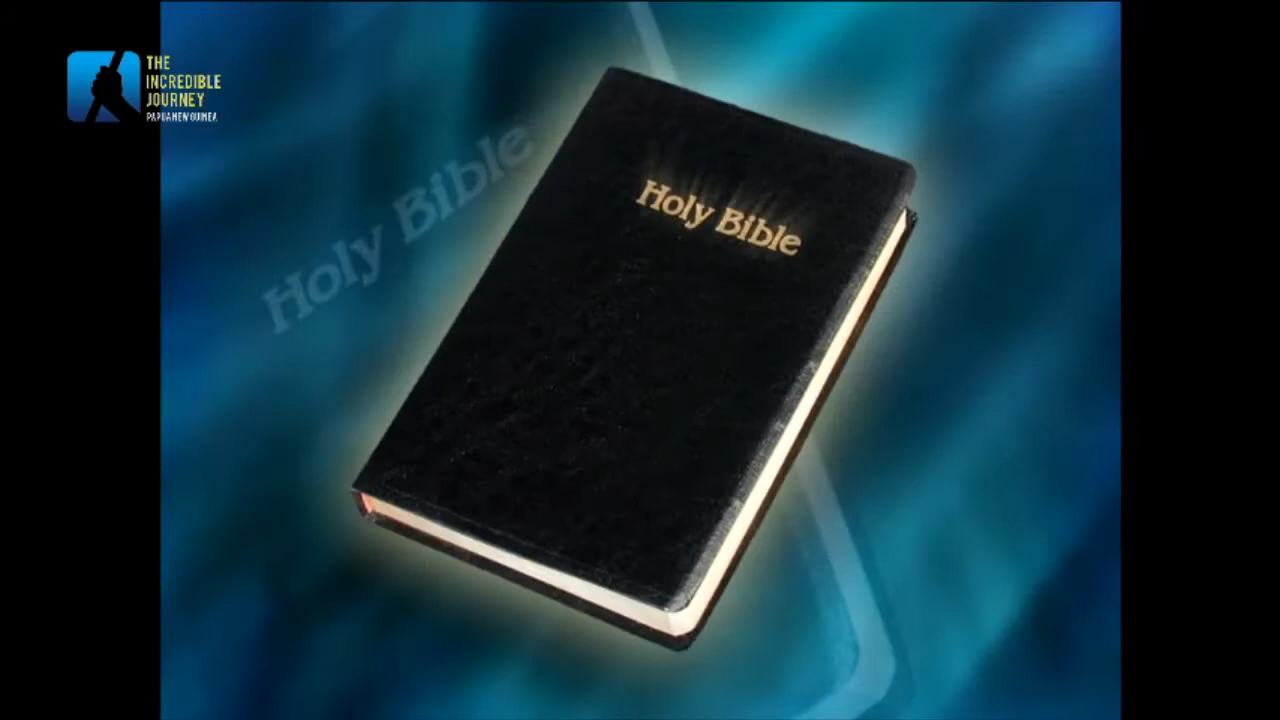 THE
INCREDIBLE
JOURNEY
PAPUA NEW GUINEA
Holy Bible
Holy Bible